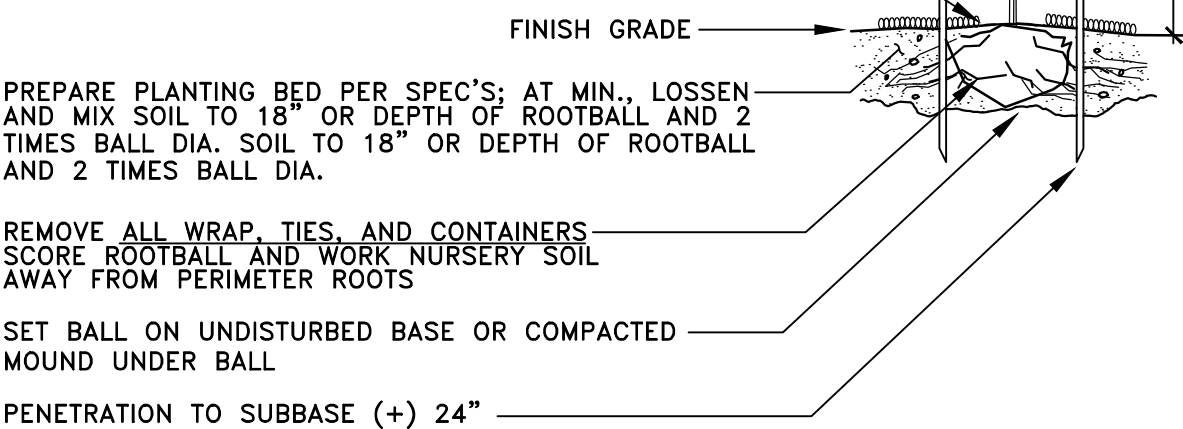 FINISH GRADE
PREPARE PLANTING BED PER SPEC'S; AT MIN., LOSSEN
AND MIX SOIL TO 18" OR DEPTH OF ROOTBALL AND 2
TIMES BALL DIA. SOIL TO 18" OR DEPTH OF ROOTBALL
AND 2 TIMES BALL DIA.
REMOVE ALL WRAP, TIES, AND CONTAINERS
SCORE ROOTBALL AND WORK NURSERY SOIL
AWAY FROM PERIMETER ROOTS
SET BALL ON UNDISTURBED BASE OR COMPACTED
MOUND UNDER BALL
PENETRATION TO SUBBASE (+) 24"